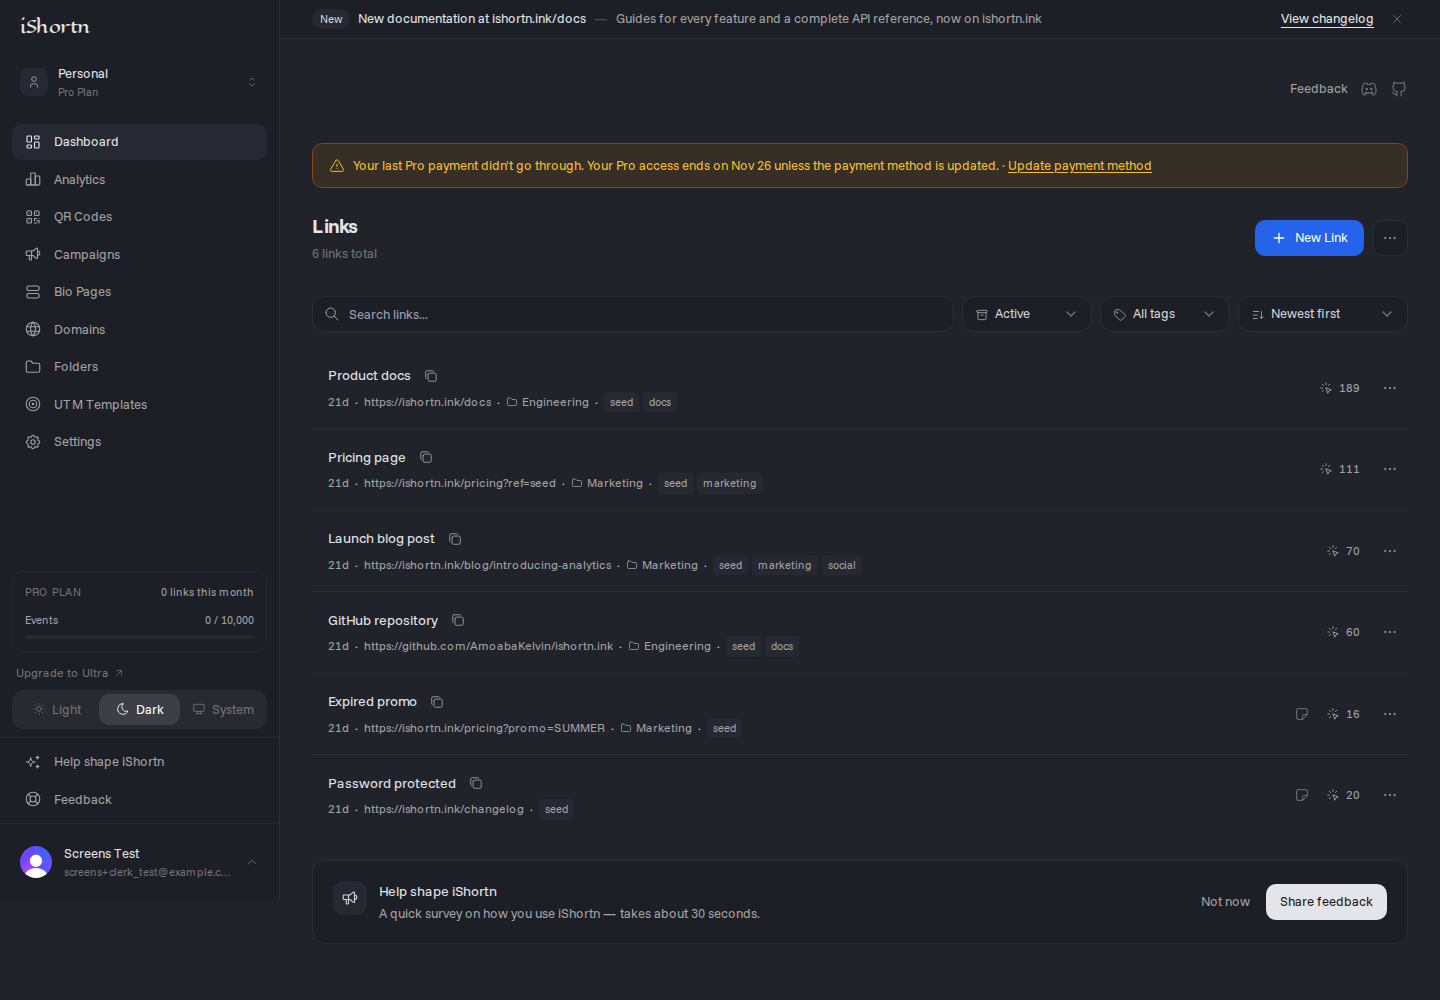 iShortn
Personal
Pro Plan
Dashboard
Analytics
QR Codes
Campaigns
Bio Pages
Domains
Folders
UTM Templates
Settings
PRO PLAN 0 links this month
Events 0 / 10,000
Upgrade to Ultra
Light Dark System
Help shape iShortn
Feedback
Screens Test
screens+clerk_test@example.c...
New New documentation at ishortn.ink/docs — Guides for every feature and a complete API reference, now on ishortn.ink View changelog
Feedback
Your last Pro payment didn't go through. Your Pro access ends on Nov 26 unless the payment method is updated. · Update payment method
Links
6 links total
New Link
Search links...
Active
All tags
Newest first
Product docs
21d · https://ishortn.ink/docs · Engineering · seed docs
189
Pricing page
21d · https://ishortn.ink/pricing?ref=seed · Marketing · seed marketing
111
Launch blog post
21d · https://ishortn.ink/blog/introducing-analytics · Marketing · seed marketing social
70
GitHub repository
21d · https://github.com/AmoabaKelvin/ishortn.ink · Engineering · seed docs
60
Expired promo
21d · https://ishortn.ink/pricing?promo=SUMMER · Marketing · seed
16
Password protected
21d · https://ishortn.ink/changelog · seed
20
Help shape iShortn
A quick survey on how you use iShortn — takes about 30 seconds.
Not now
Share feedback